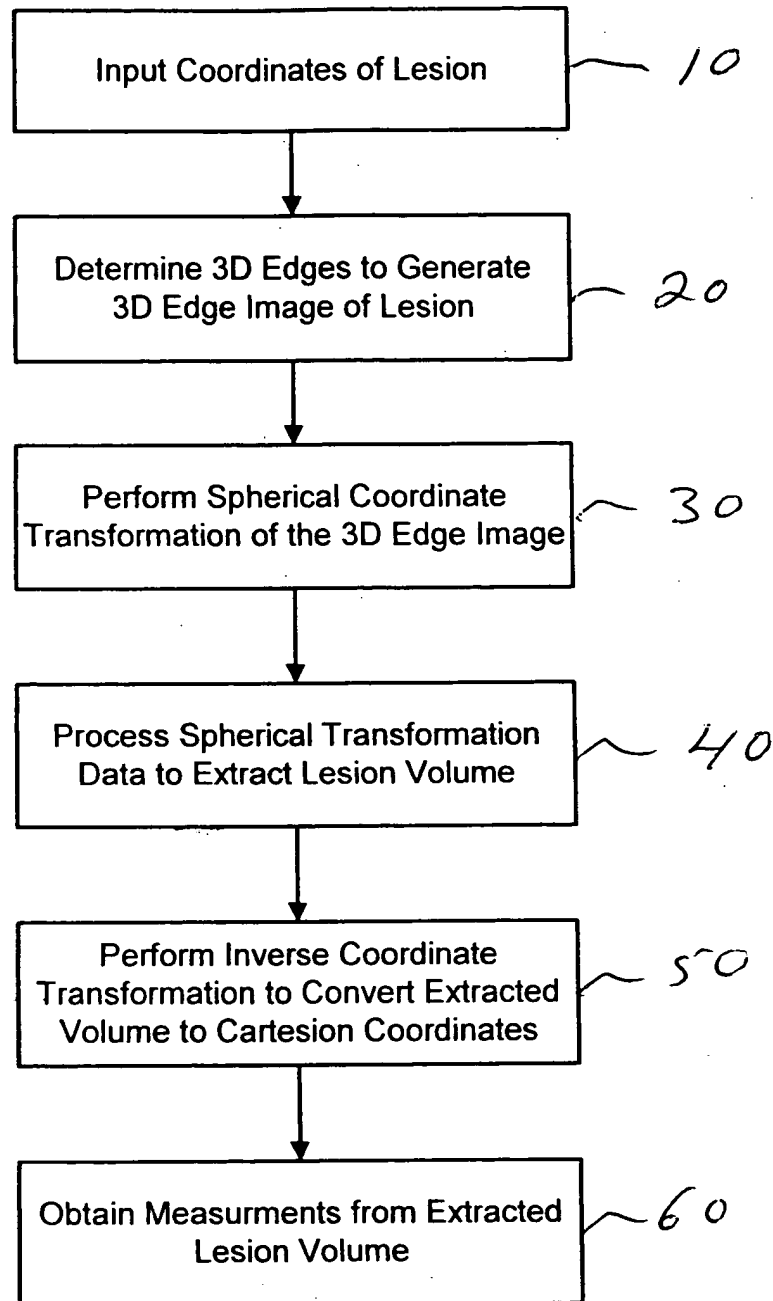 Input Coordinates of Lesion
10
Determine 3D Edges to Generate
3D Edge Image of Lesion
20
Perform Spherical Coordinate
Transformation of the 3D Edge Image
30
Process Spherical Transformation
Data to Extract Lesion Volume
40
Perform Inverse Coordinate
Transformation to Convert Extracted
Volume to Cartesion Coordinates
50
Obtain Measurments from Extracted
Lesion Volume
60